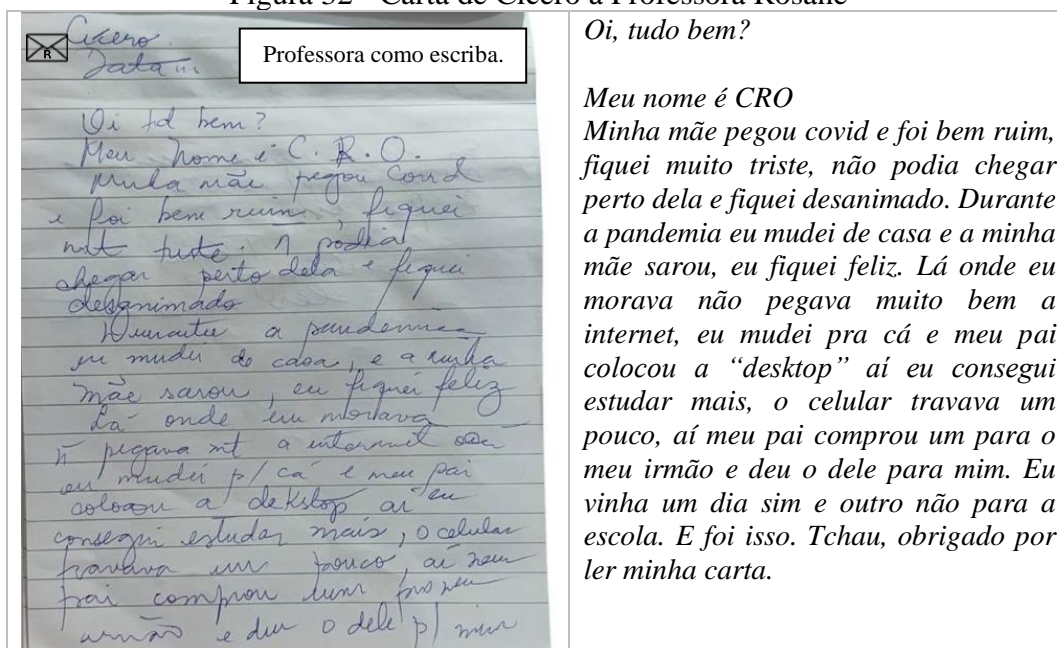 Figura 32 - Carta de Cícero à Professora Rosane
Cícero
R
Professora como escriba.
Oi td bem?
Meu nome é C. R. O.
Minha mãe pegou Covid
e foi bem ruim, fiquei
mt triste. ñ podia
chegar perto dela e fiquei
desanimado
Durante a pandemia
eu mudei de casa, e a minha
mãe sarou, eu fiquei feliz
Lá onde eu morava
ñ pegava mt a internet
eu mudei p/ cá e meu pai
colocou a dekstop aí eu
consegui estudar mais, o celular
travava um pouco, aí meu
pai comprou um pro meu
irmão e deu o dele p/ mim
Oi, tudo bem?
Meu nome é CRO
Minha mãe pegou covid e foi bem ruim,
fiquei muito triste, não podia chegar
perto dela e fiquei desanimado. Durante
a pandemia eu mudei de casa e a minha
mãe sarou, eu fiquei feliz. Lá onde eu
morava não pegava muito bem a
internet, eu mudei pra cá e meu pai
colocou a “desktop” aí eu consegui
estudar mais, o celular travava um
pouco, aí meu pai comprou um para o
meu irmão e deu o dele para mim. Eu
vinha um dia sim e outro não para a
escola. E foi isso. Tchau, obrigado por
ler minha carta.